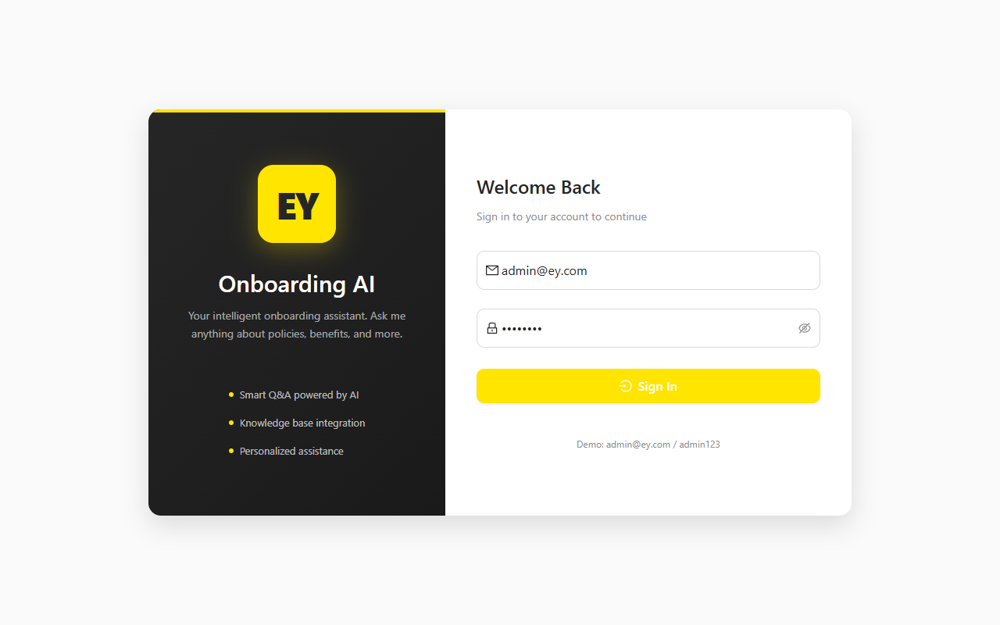 EY
Onboarding AI
Your intelligent onboarding assistant. Ask me
anything about policies, benefits, and more.
Smart Q&A powered by AI
Knowledge base integration
Personalized assistance
Welcome Back
Sign in to your account to continue
admin@ey.com
••••••••
Sign In
Demo: admin@ey.com / admin123